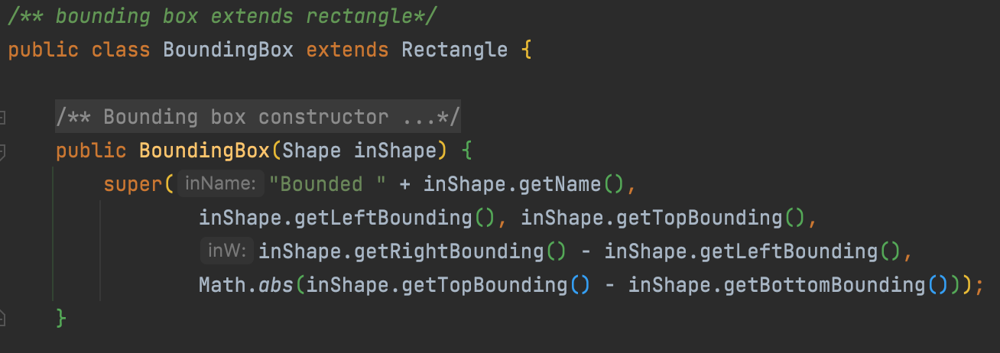 /** bounding box extends rectangle*/
public class BoundingBox extends Rectangle {
/** Bounding box constructor ...*/
public BoundingBox(Shape inShape) {
super( inName: "Bounded " + inShape.getName(),
inShape.getLeftBounding(), inShape.getTopBounding(),
inW: inShape.getRightBounding() - inShape.getLeftBounding(),
Math.abs(inShape.getTopBounding() - inShape.getBottomBounding()));
}